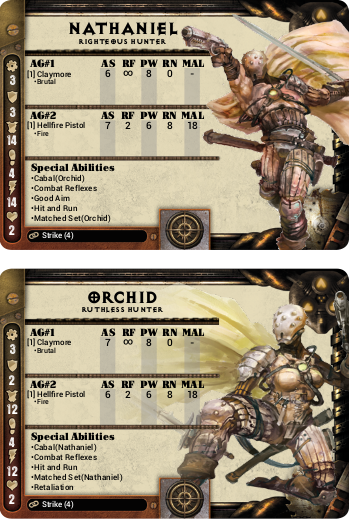 NATHANIEL
RIGHTEOUS HUNTER
AG#1 AS RF PW RN MAL
[1] Claymore 6 ∞ 8 0 -
•Brutal
AG#2 AS RF PW RN MAL
[1] Hellfire Pistol 7 2 6 8 18
•Fire
Special Abilities
•Cabal(Orchid)
•Combat Reflexes
•Good Aim
•Hit and Run
•Matched Set(Orchid)
Strike (4)
3
3
14
4
14
2
ORCHID
RUTHLESS HUNTER
AG#1 AS RF PW RN MAL
[1] Claymore 7 ∞ 8 0 -
•Brutal
AG#2 AS RF PW RN MAL
[1] Hellfire Pistol 6 2 6 8 18
•Fire
Special Abilities
•Cabal(Nathaniel)
•Combat Reflexes
•Hit and Run
•Matched Set(Nathaniel)
•Retaliation
Strike (4)
3
2
12
4
12
2